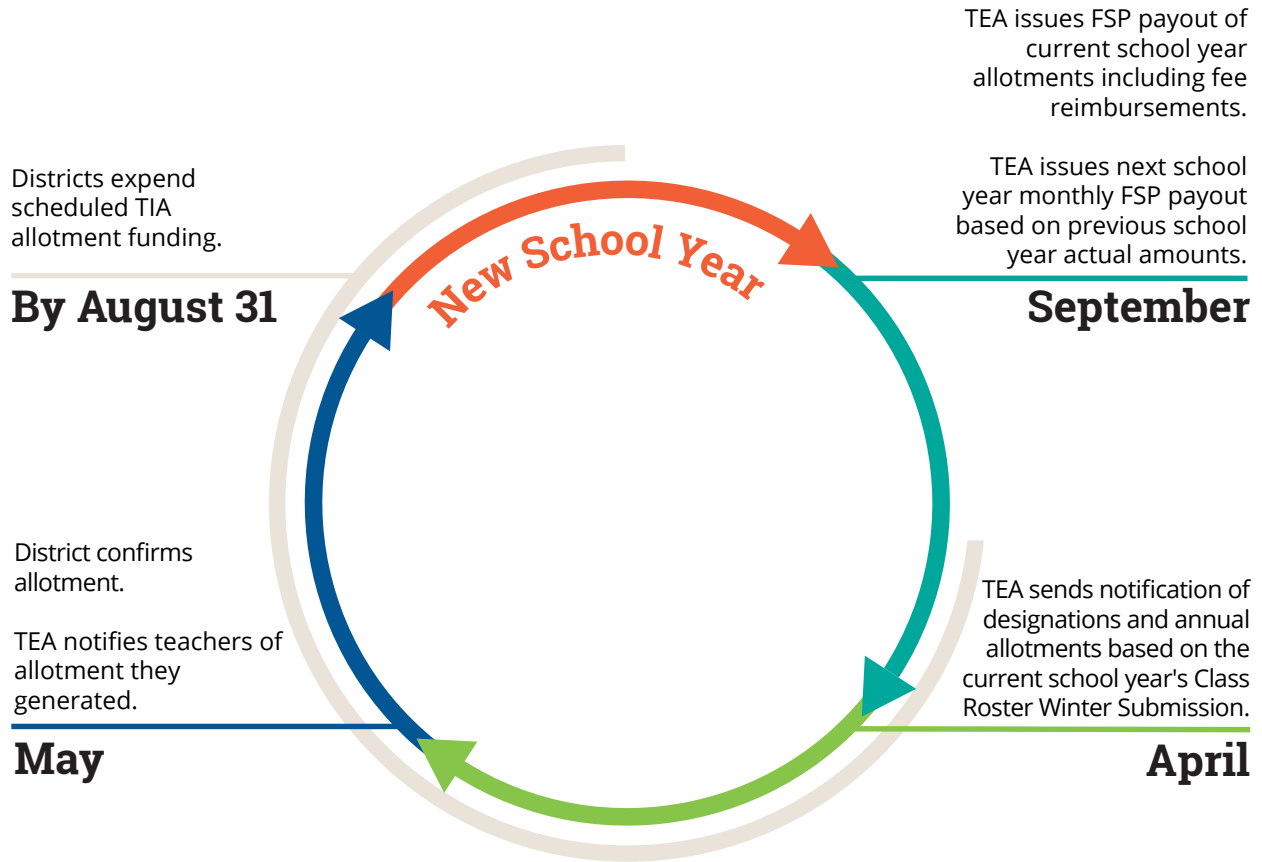 TEA issues FSP payout of
current school year
allotments including fee
reimbursements.
TEA issues next school
year monthly FSP payout
based on previous school
year actual amounts.
September
Districts expend
scheduled TIA
allotment funding.
By August 31
New School Year
District confirms
allotment.
TEA notifies teachers of
allotment they
generated.
May
TEA sends notification of
designations and annual
allotments based on the
current school year's Class
Roster Winter Submission.
April